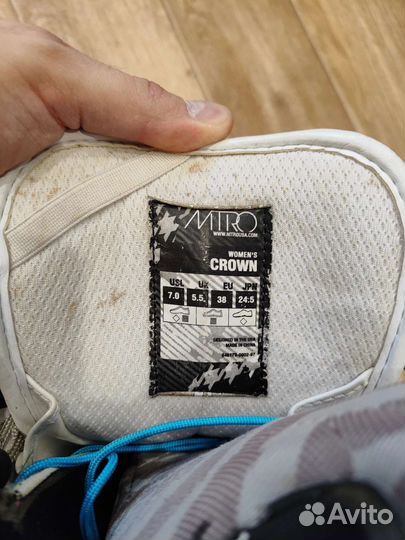 NITRO
WWW.NITROUSA.COM
WOMEN'S
CROWN
USL UK EU JPN
7.0 5.5 38 24:5
DESIGNED IN THE USA
MADE IN CHINA
Avito